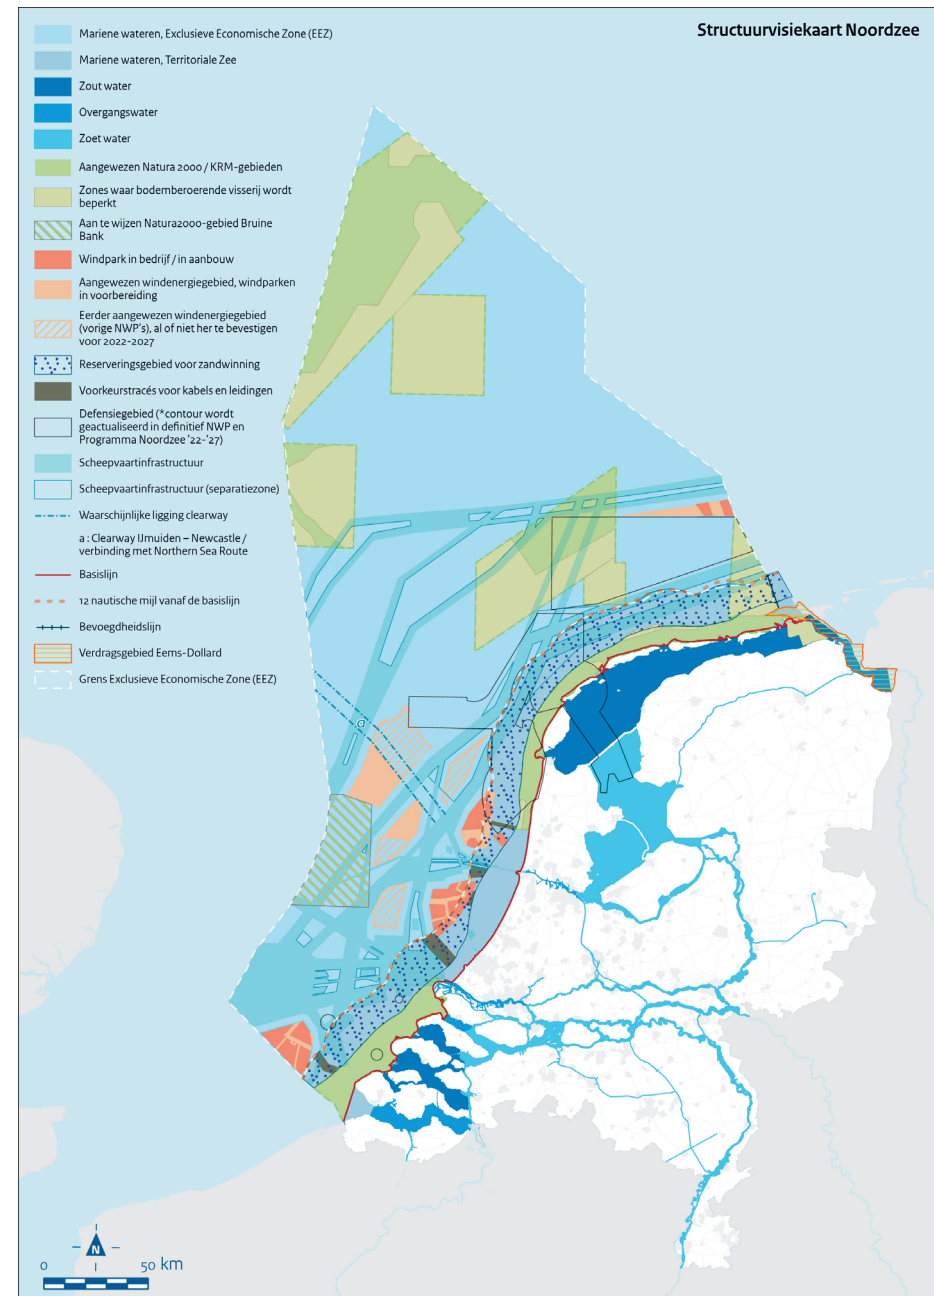 Structuurvisiekaart Noordzee
Mariene wateren, Exclusieve Economische Zone (EEZ)
Mariene wateren, Territoriale Zee
Zout water
Overgangswater
Zoet water
Aangewezen Natura 2000 / KRM-gebieden
Zones waar bodemberoerende visserij wordt
beperkt
Aan te wijzen Natura2000-gebied Bruine
Bank
Windpark in bedrijf / in aanbouw
Aangewezen windenergiegebied, windparken
in voorbereiding
Eerder aangewezen windenergiegebied
(vorige NWP's), al of niet her te bevestigen
voor 2022-2027
Reserveringsgebied voor zandwinning
Voorkeurstracés voor kabels en leidingen
Defensiegebied (*contour wordt
geactualiseerd in definitief NWP en
Programma Noordzee '22-'27)
Scheepvaartinfrastructuur
Scheepvaartinfrastructuur (separatiezone)
Waarschijnlijke ligging clearway
a : Clearway IJmuiden – Newcastle /
verbinding met Northern Sea Route
Basislijn
12 nautische mijl vanaf de basislijn
Bevoegdheidslijn
Verdragsgebied Eems-Dollard
Grens Exclusieve Economische Zone (EEZ)
a
N
0 50 km